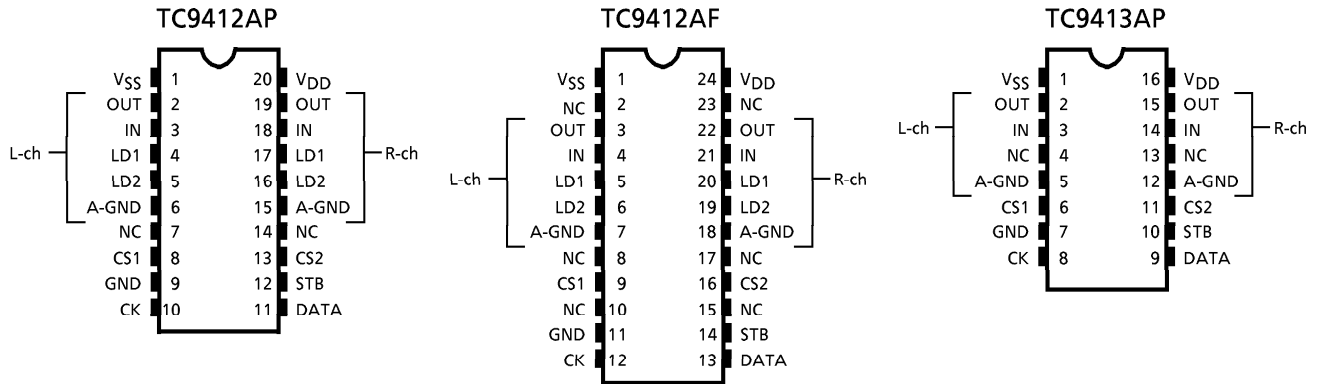 TC9412AP
VSS 1 20 VDD
OUT 2 19 OUT
IN 3 18 IN
L-ch LD1 4 17 LD1 R-ch
LD2 5 16 LD2
A-GND 6 15 A-GND
NC 7 14 NC
CS1 8 13 CS2
GND 9 12 STB
CK 10 11 DATA
TC9412AF
VSS 1 24 VDD
NC 2 23 NC
OUT 3 22 OUT
IN 4 21 IN
L-ch LD1 5 20 LD1 R-ch
LD2 6 19 LD2
A-GND 7 18 A-GND
NC 8 17 NC
CS1 9 16 CS2
NC 10 15 NC
GND 11 14 STB
CK 12 13 DATA
TC9413AP
VSS 1 16 VDD
OUT 2 15 OUT
L-ch IN 3 14 IN R-ch
NC 4 13 NC
A-GND 5 12 A-GND
CS1 6 11 CS2
GND 7 10 STB
CK 8 9 DATA